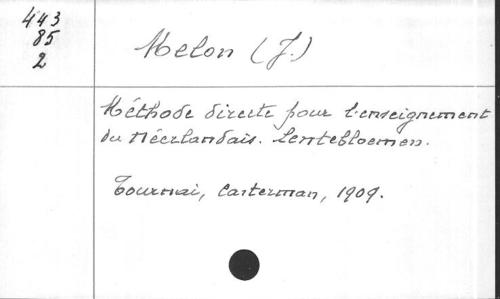 443
85
2
Melon (J.)
Méthode directe pour l'enseignement
du Néerlandais. Lentebloemen.
Tournai, Casterman, 1909.